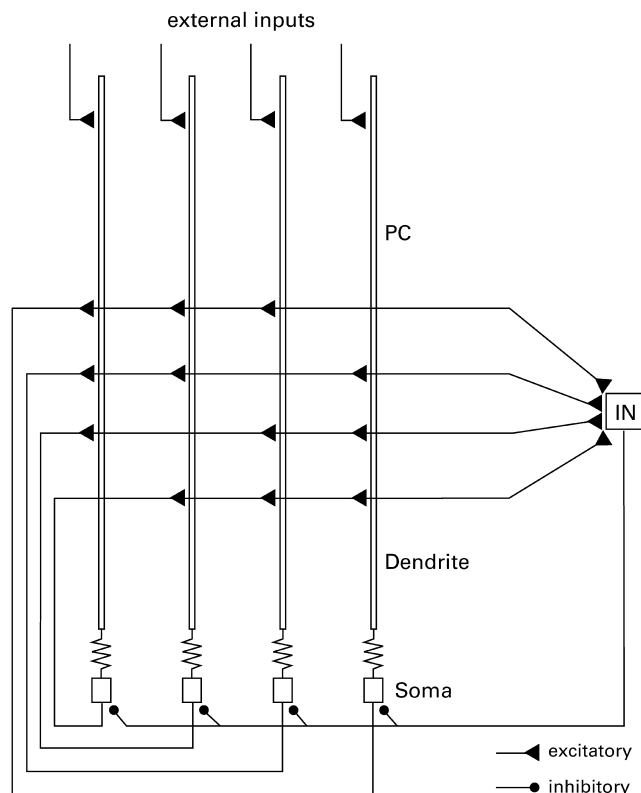 external inputs
PC
IN
Dendrite
Soma
excitatory
inhibitory